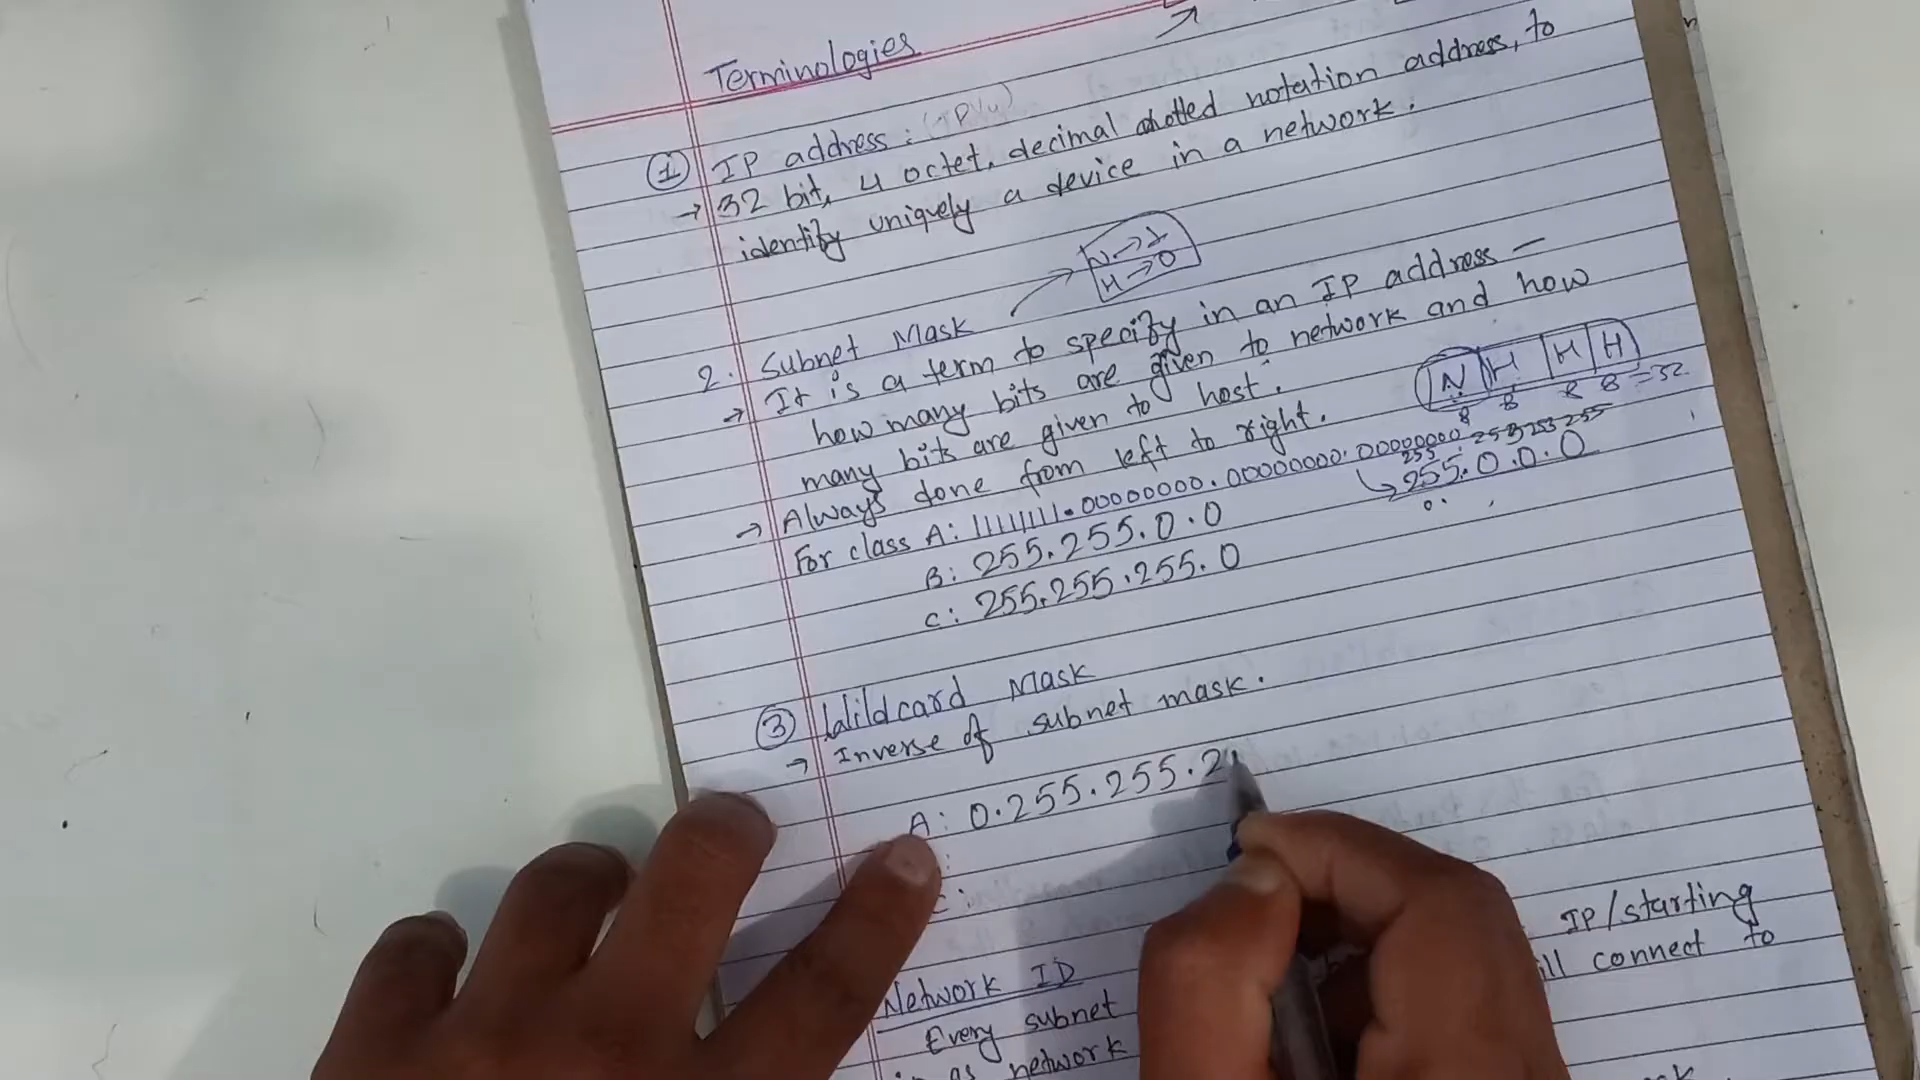 Terminologies
① IP address: (IPv4)
→ 32 bit, 4 octet, decimal dotted notation address, to
identify uniquely a device in a network.
N → 1
H → 0
2. Subnet Mask
→ It is a term to specify in an IP address –
how many bits are given to network and how
many bits are given to host.
→ Always done from left to right.
N H H H
8 8 8 8 = 32
For class A: 11111111.00000000.00000000.00000000
255.0.0.0
B: 255.255.0.0
C: 255.255.255.0
③ Wildcard Mask
→ Inverse of subnet mask.
A: 0.255.255.2
:
C:
Network ID
IP/starting
Every subnet
ill connect to
as network